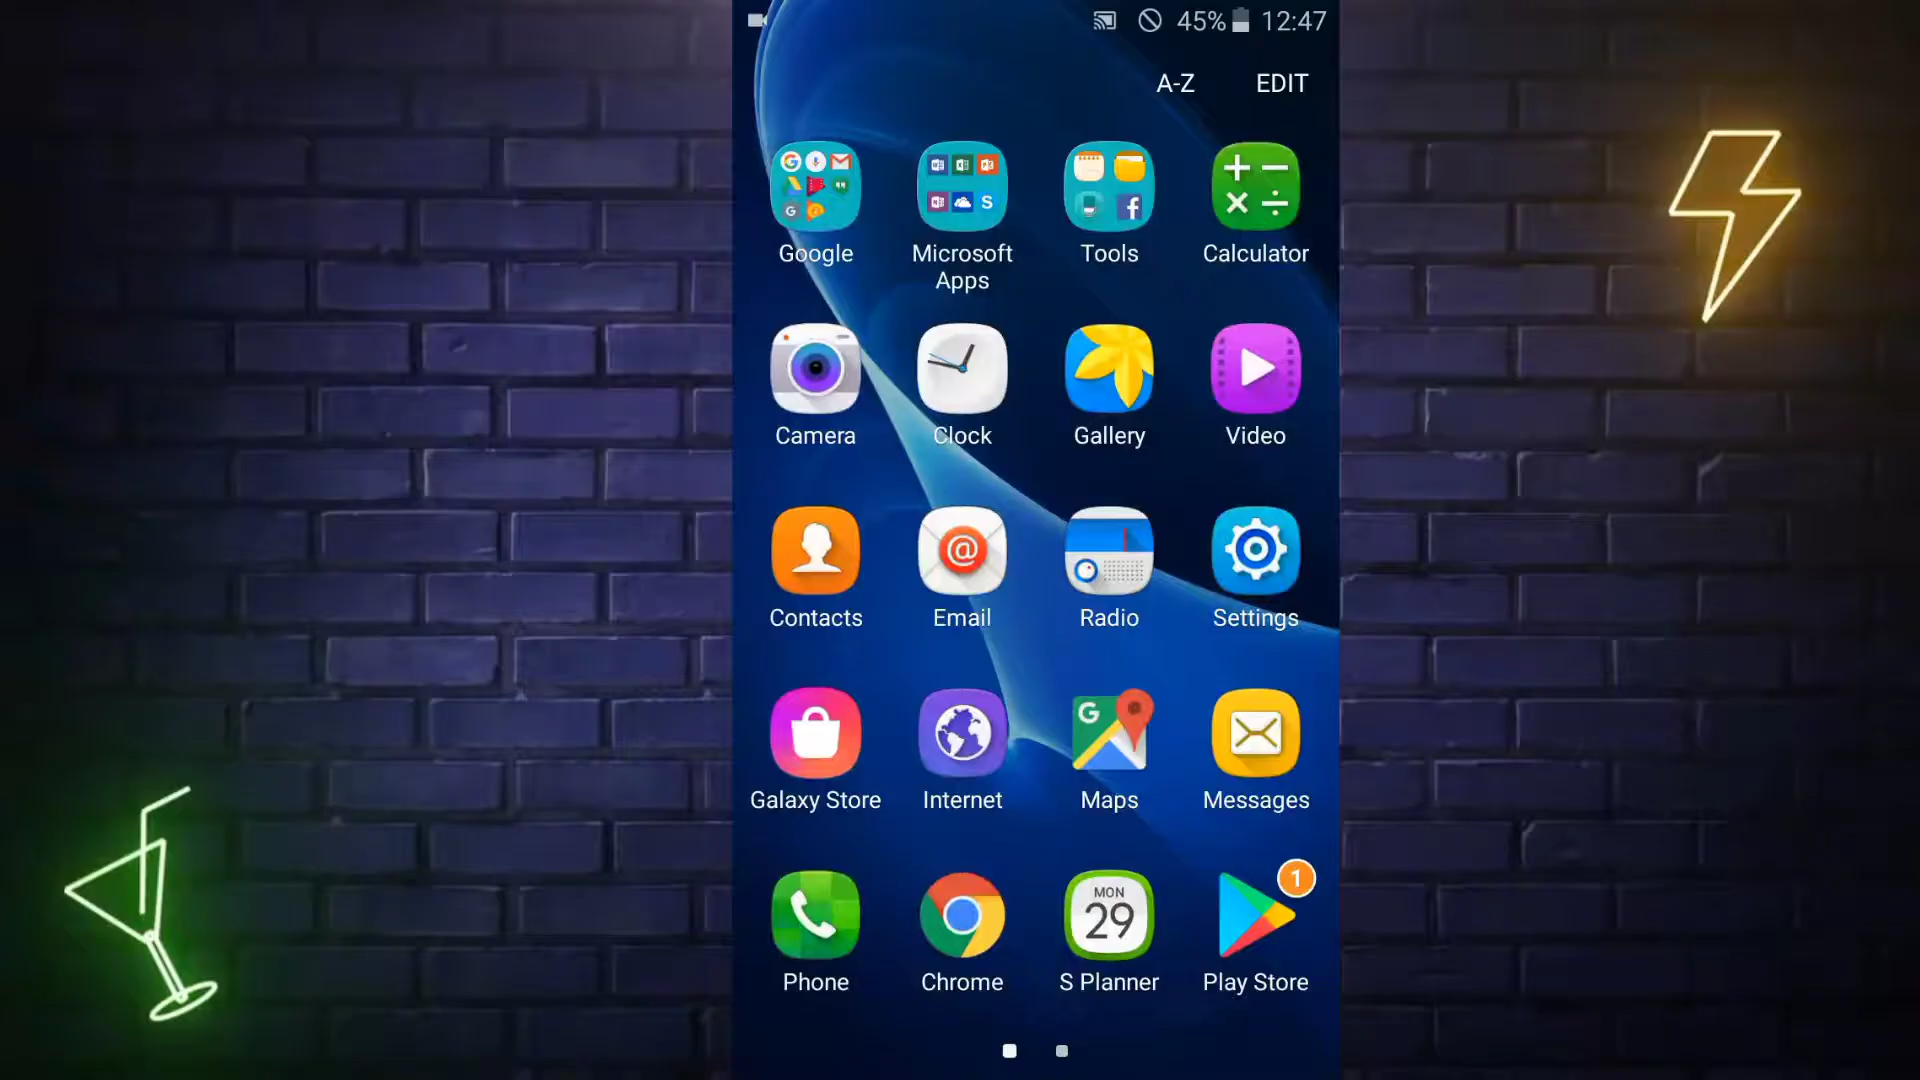 45% 12:47
A-Z EDIT
Google Microsoft Apps Tools Calculator
Camera Clock Gallery Video
Contacts Email Radio Settings
Galaxy Store Internet Maps Messages
MON
29
1
Phone Chrome S Planner Play Store